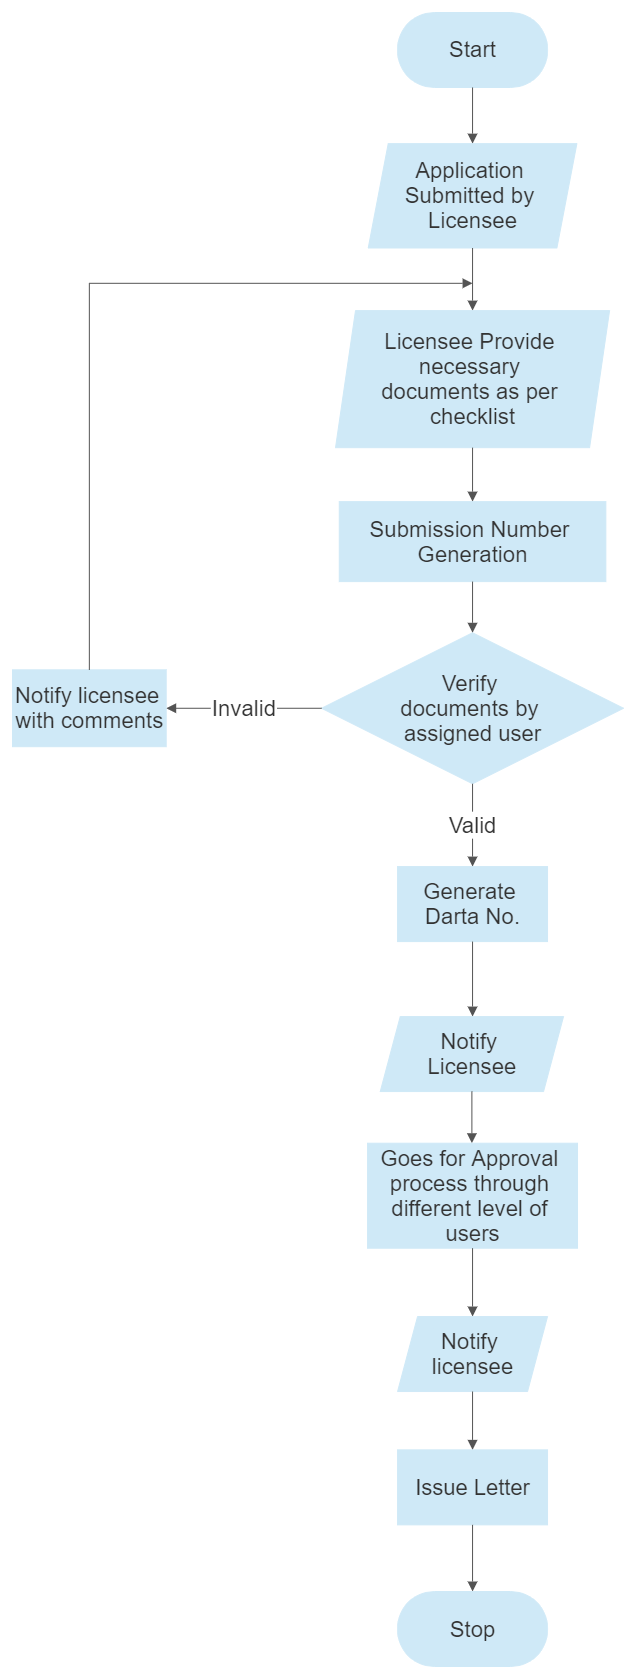 Start
Application
Submitted by
Licensee
Licensee Provide
necessary
documents as per
checklist
Submission Number
Generation
Verify
documents by
assigned user
Invalid
Notify licensee
with comments
Valid
Generate
Darta No.
Notify
Licensee
Goes for Approval
process through
different level of
users
Notify
licensee
Issue Letter
Stop